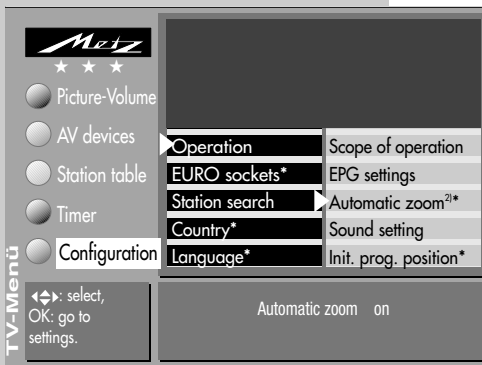 Metz
Picture-Volume
AV devices
Station table
Timer
Configuration
Operation
EURO sockets*
Station search
Country*
Language*
Scope of operation
EPG settings
Automatic zoom²⁾*
Sound setting
Init. prog. position*
TV-Menü
: select,
OK: go to
settings.
Automatic zoom on